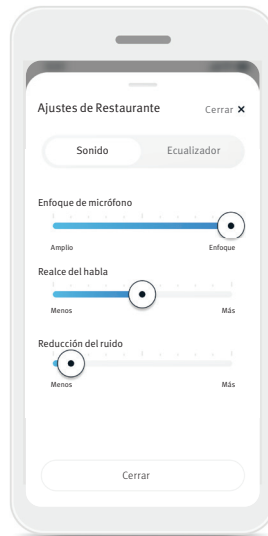 Ajustes de Restaurante Cerrar ×
Sonido Ecualizador
Enfoque de micrófono
Amplio Enfoque
Realce del habla
Menos Más
Reducción del ruido
Menos Más
Cerrar